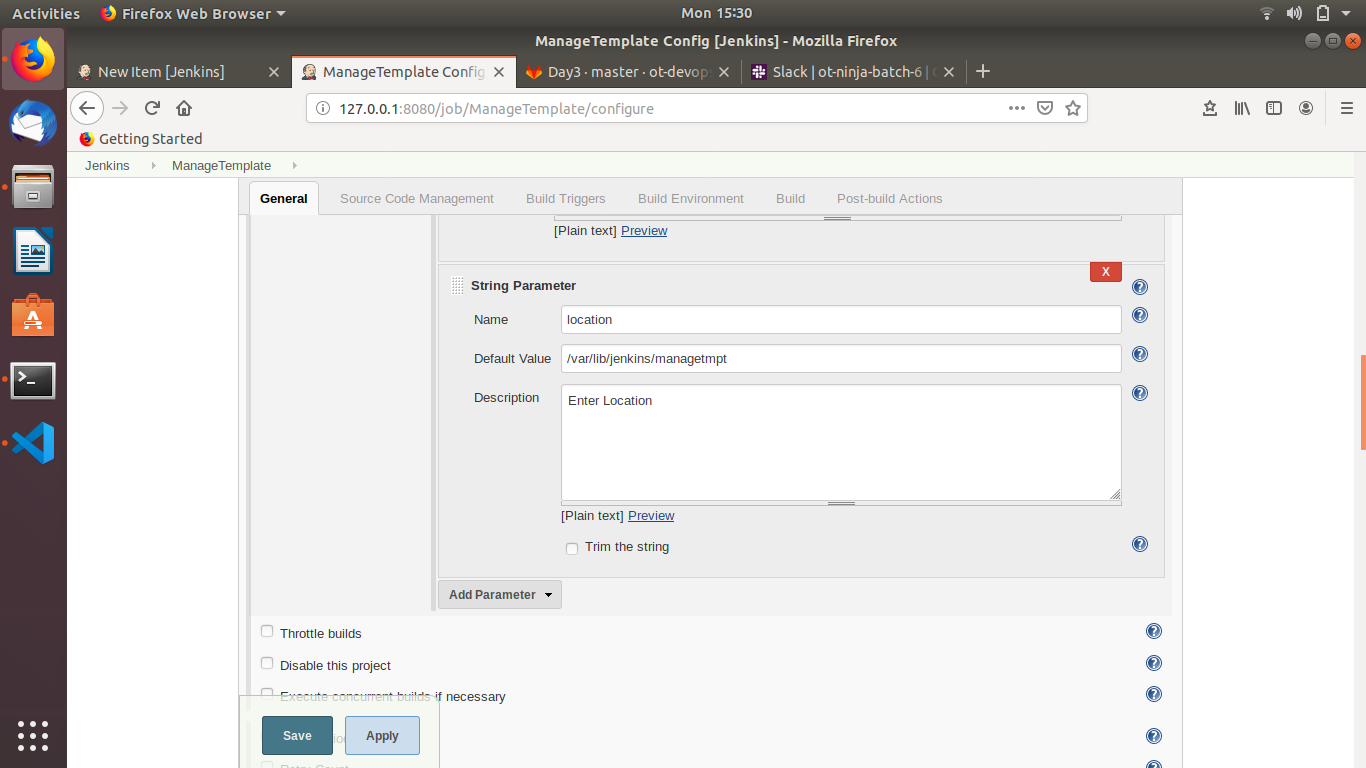 Activities Firefox Web Browser Mon 15:30
ManageTemplate Config [Jenkins] - Mozilla Firefox
New Item [Jenkins] ManageTemplate Config Day3 · master · ot-devop Slack | ot-ninja-batch-6 |
127.0.0.1:8080/job/ManageTemplate/configure
Getting Started
Jenkins ManageTemplate
General Source Code Management Build Triggers Build Environment Build Post-build Actions
[Plain text] Preview
X
String Parameter
Name location
Default Value /var/lib/jenkins/managetmpt
Description Enter Location
[Plain text] Preview
Trim the string
Add Parameter
Throttle builds
Disable this project
Execute concurrent builds if necessary
Save Apply
Retry Count